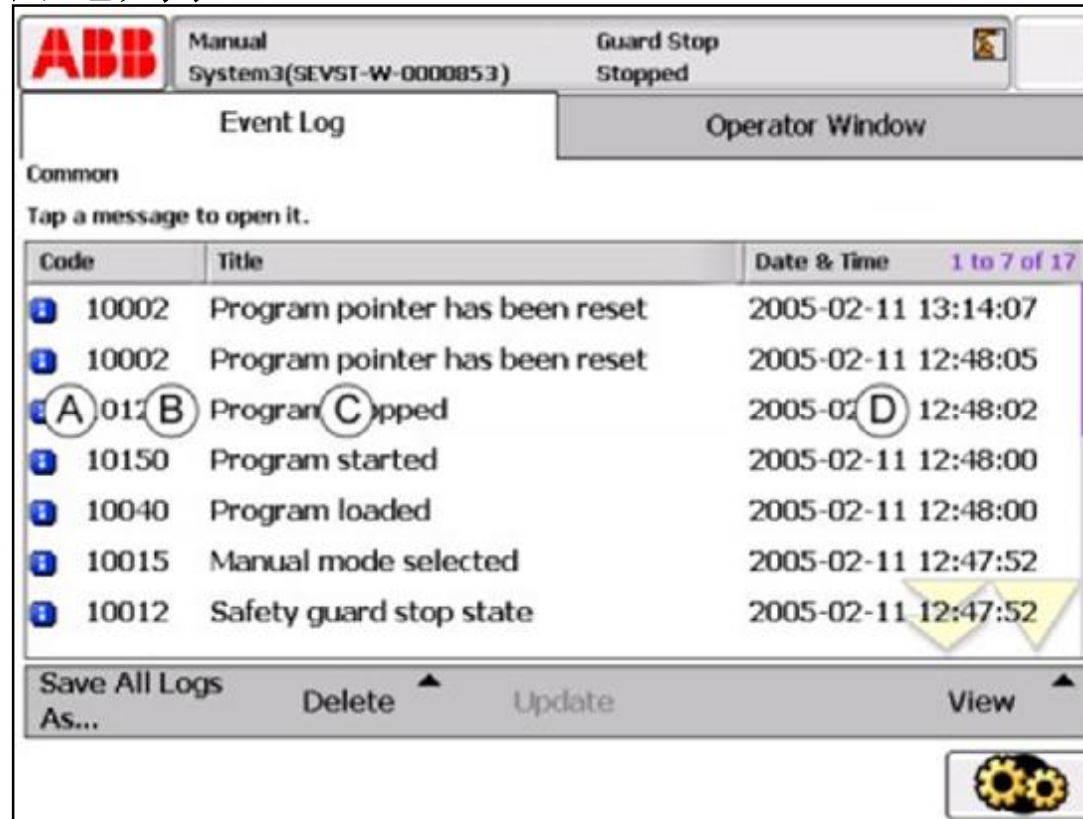 ABB
Manual
System3(SEVST-W-0000853)
Guard Stop
Stopped
Event Log
Operator Window
Common
Tap a message to open it.
Code Title Date & Time 1 to 7 of 17
10002 Program pointer has been reset 2005-02-11 13:14:07
10002 Program pointer has been reset 2005-02-11 12:48:05
A B C D 12:48:02
10150 Program started 2005-02-11 12:48:00
10040 Program loaded 2005-02-11 12:48:00
10015 Manual mode selected 2005-02-11 12:47:52
10012 Safety guard stop state 2005-02-11 12:47:52
Save All Logs
As...
Delete
Update
View